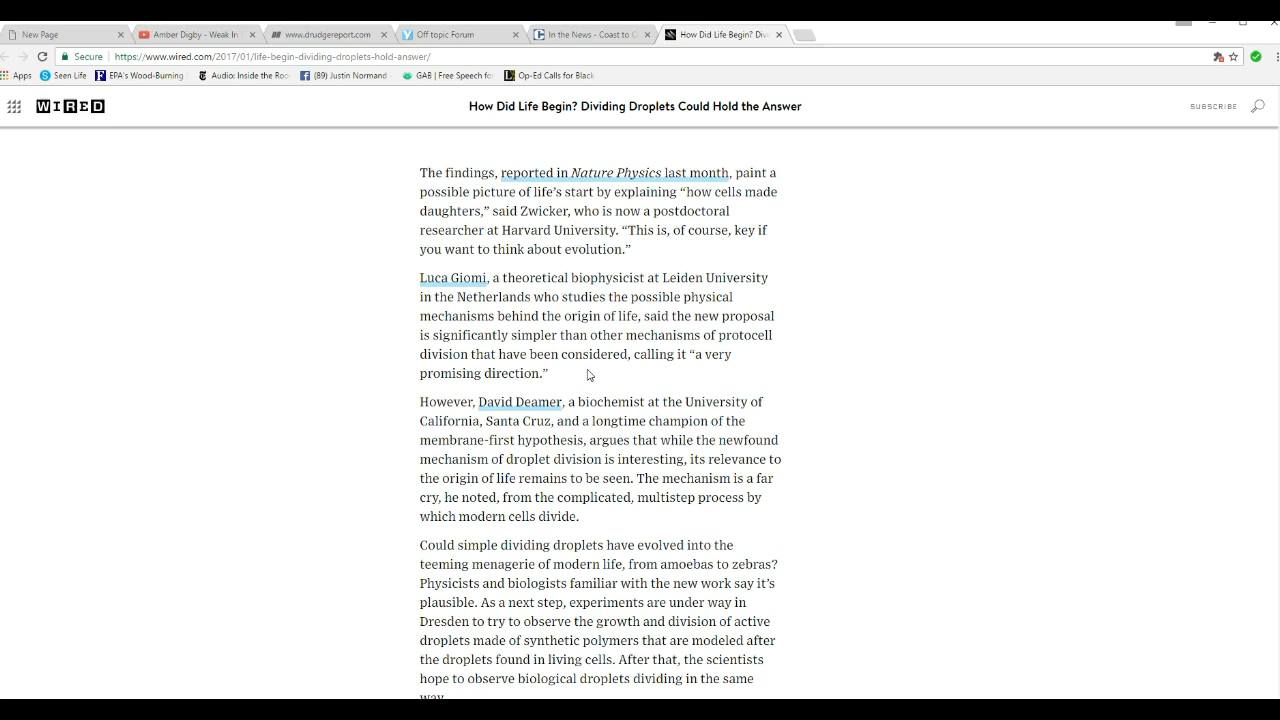 New Page
Amber Digby - Weak In
www.drudgereport.com
Off topic Forum
In the News - Coast to C
How Did Life Begin? Divi
Secure
https://www.wired.com/2017/01/life-begin-dividing-droplets-hold-answer/
Apps
Seen Life
EPA's Wood-Burning
Audio: Inside the Roo
(89) Justin Normand
GAB | Free Speech fo
Op-Ed Calls for Black
WIRED
How Did Life Begin? Dividing Droplets Could Hold the Answer
SUBSCRIBE
The findings, reported in Nature Physics last month, paint a
possible picture of life's start by explaining “how cells made
daughters,” said Zwicker, who is now a postdoctoral
researcher at Harvard University. “This is, of course, key if
you want to think about evolution.”
Luca Giomi, a theoretical biophysicist at Leiden University
in the Netherlands who studies the possible physical
mechanisms behind the origin of life, said the new proposal
is significantly simpler than other mechanisms of protocell
division that have been considered, calling it “a very
promising direction.”
However, David Deamer, a biochemist at the University of
California, Santa Cruz, and a longtime champion of the
membrane-first hypothesis, argues that while the newfound
mechanism of droplet division is interesting, its relevance to
the origin of life remains to be seen. The mechanism is a far
cry, he noted, from the complicated, multistep process by
which modern cells divide.
Could simple dividing droplets have evolved into the
teeming menagerie of modern life, from amoebas to zebras?
Physicists and biologists familiar with the new work say it's
plausible. As a next step, experiments are under way in
Dresden to try to observe the growth and division of active
droplets made of synthetic polymers that are modeled after
the droplets found in living cells. After that, the scientists
hope to observe biological droplets dividing in the same
way.